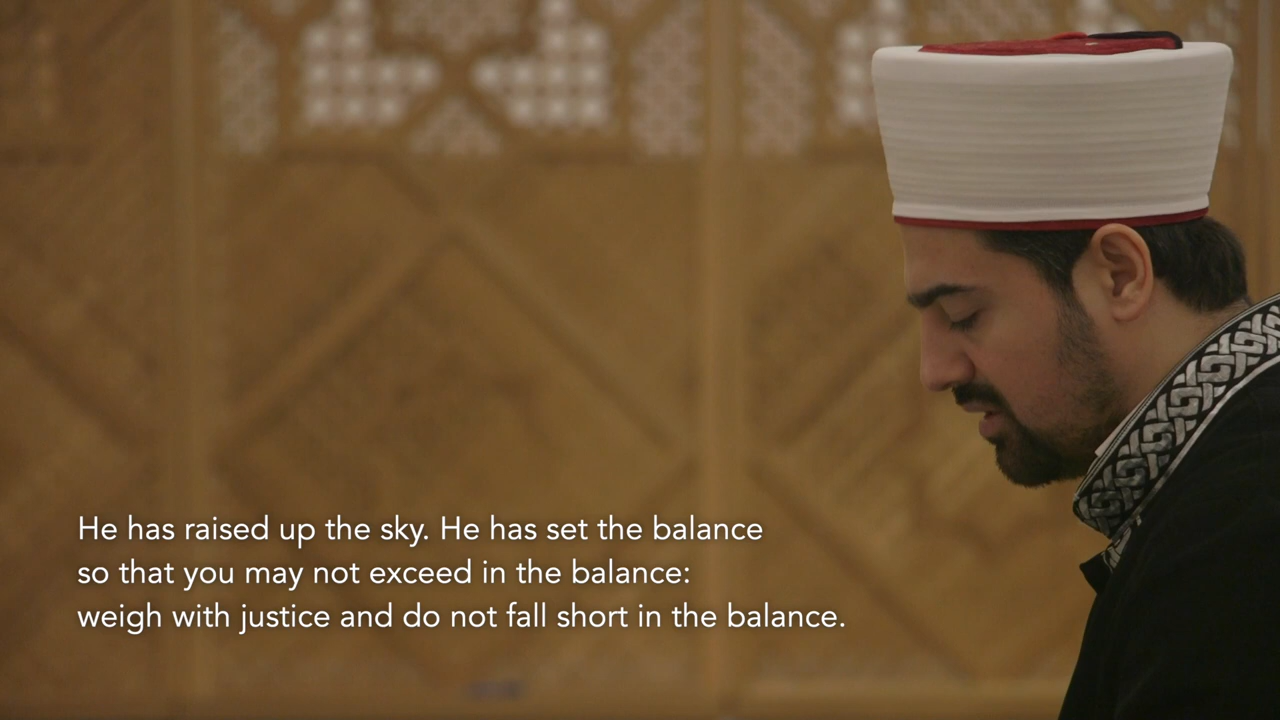 He has raised up the sky. He has set the balance
so that you may not exceed in the balance:
weigh with justice and do not fall short in the balance.